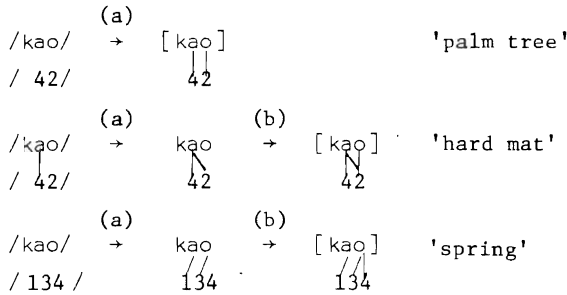 (a)
/kao/ → [kao] 'palm tree'
/ 42/ 42
(a) (b)
/kao/ → kao → [kao] 'hard mat'
/ 42/ 42 42
(a) (b)
/kao/ → kao → [kao] 'spring'
/ 134 / 134 134